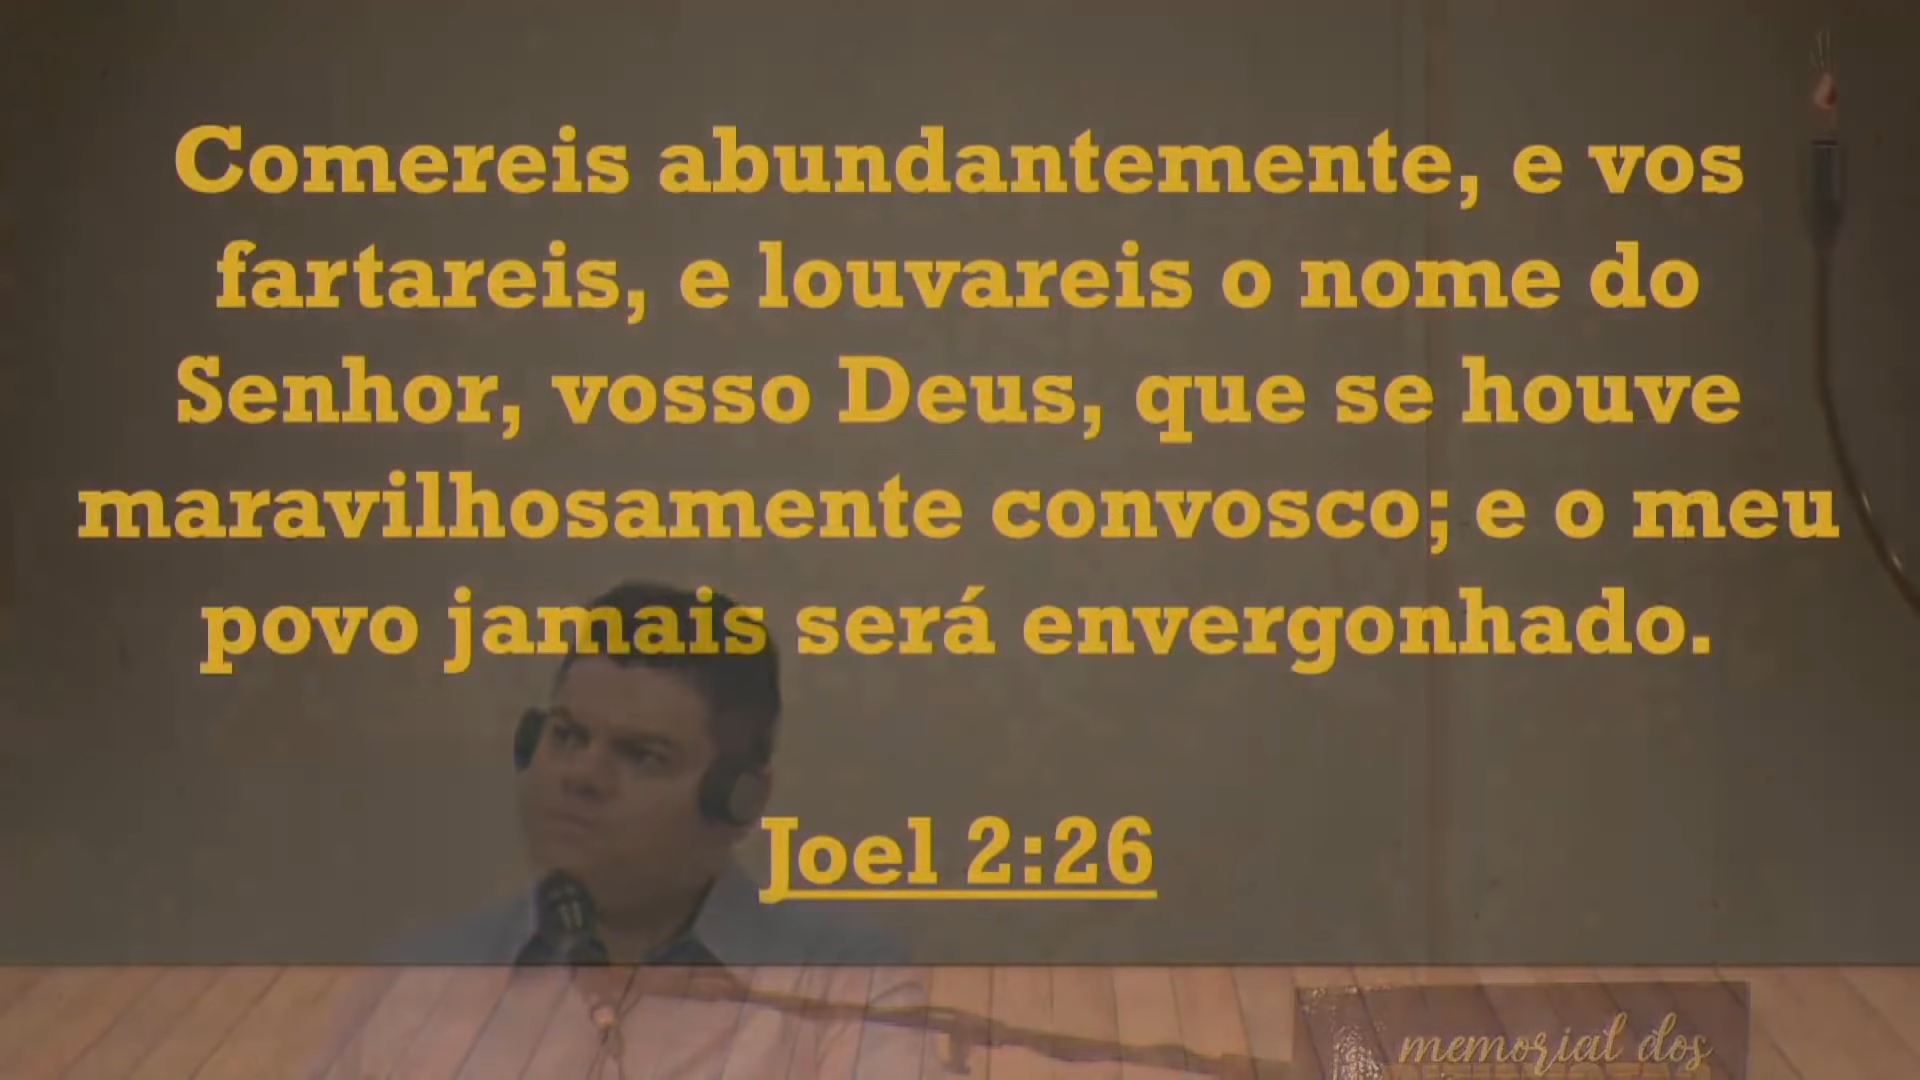 Comereis abundantemente, e vos
fartareis, e louvareis o nome do
Senhor, vosso Deus, que se houve
maravilhosamente convosco; e o meu
povo jamais será envergonhado.
Joel 2:26
memorial dos